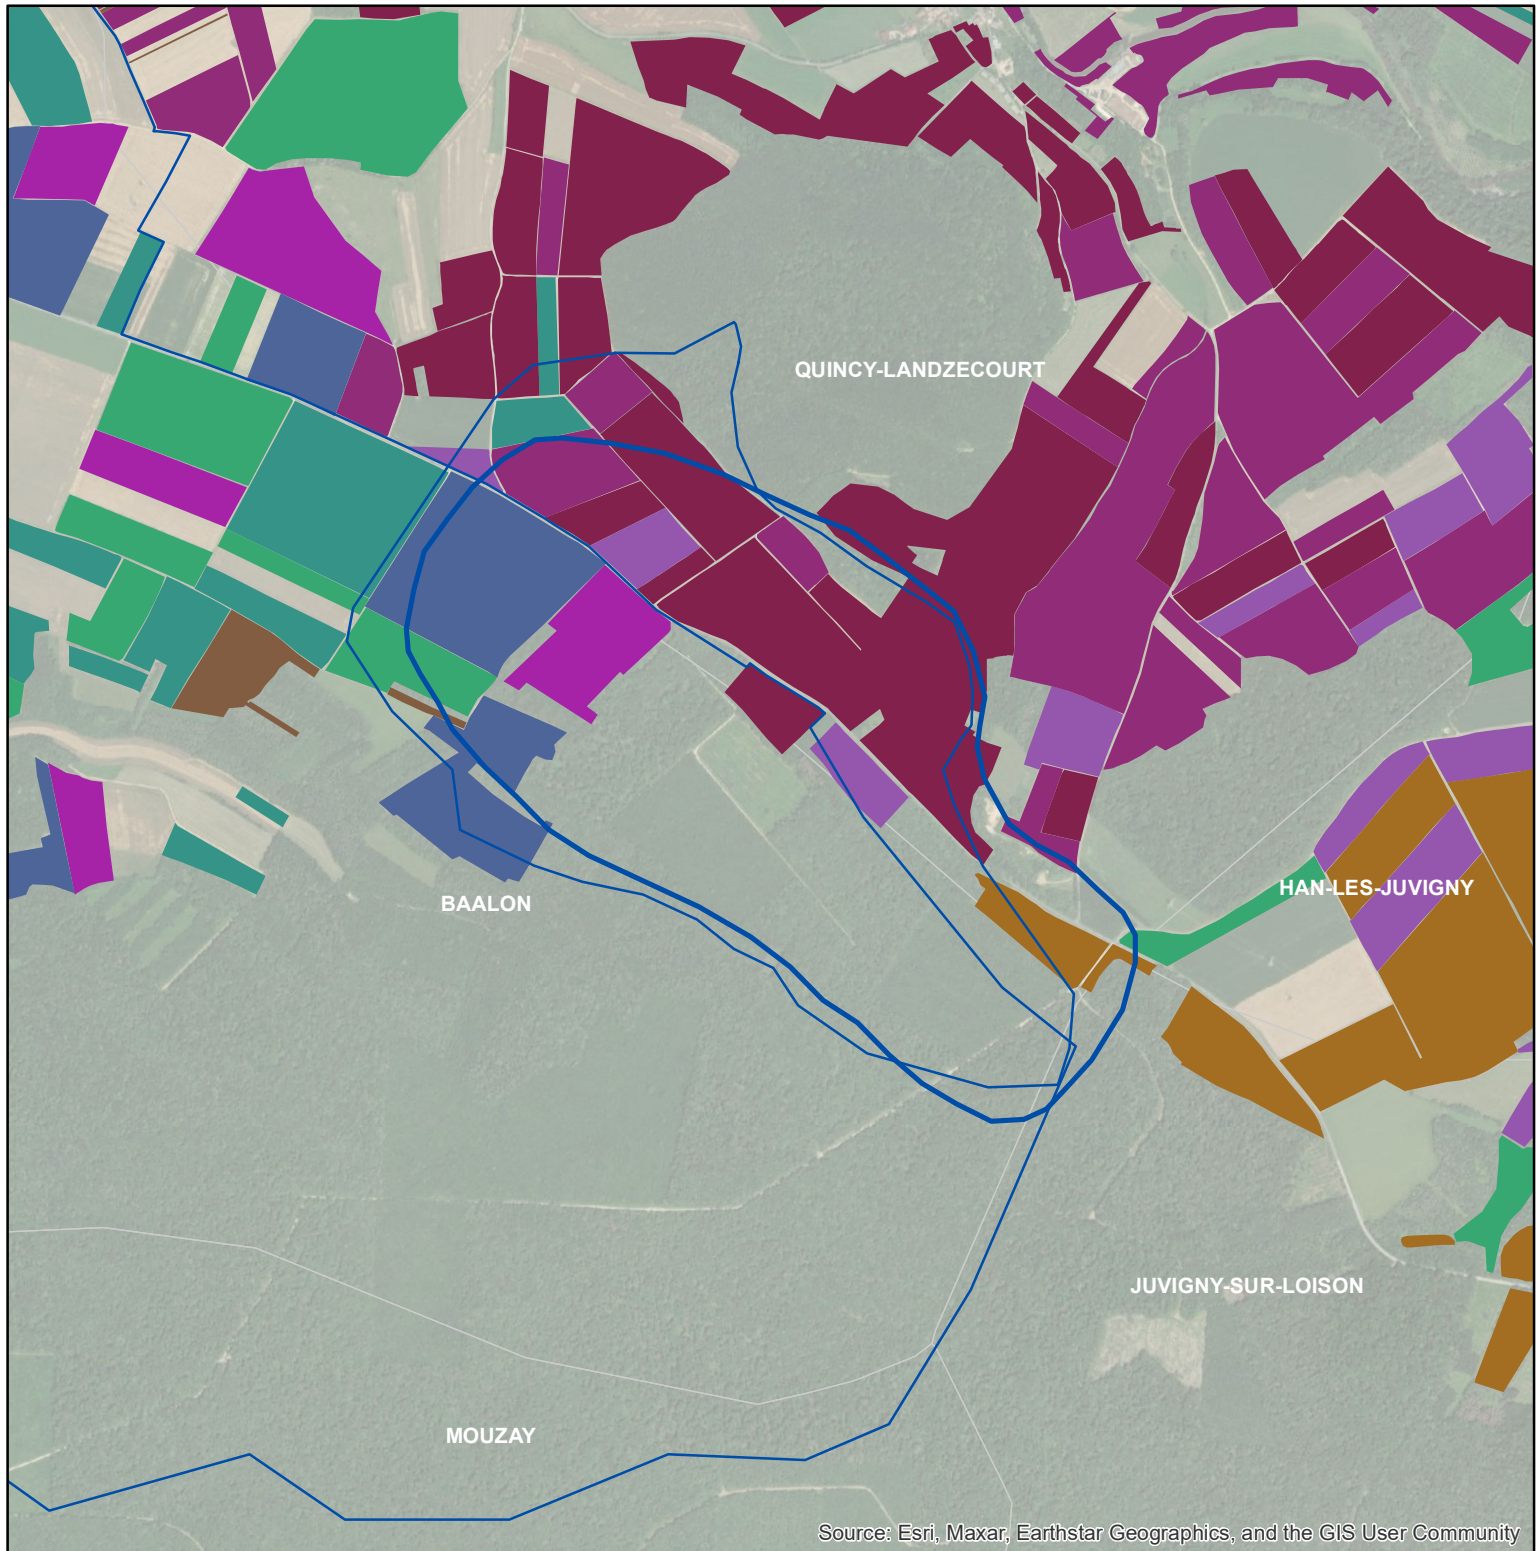 QUINCY-LANDZECOURT
HAN-LES-JUVIGNY
BAALON
JUVIGNY-SUR-LOISON
MOUZAY
Source: Esri, Maxar, Earthstar Geographics, and the GIS User Community